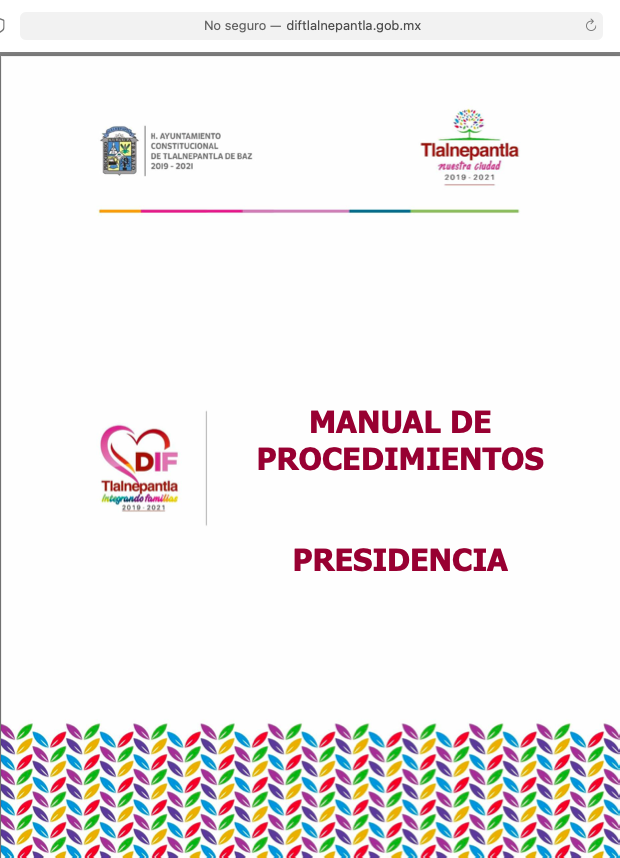 No seguro — diftlalnepantla.gob.mx
H. AYUNTAMIENTO
CONSTITUCIONAL
DE TLALNEPANTLA DE BAZ
2019 - 2021
Tlalnepantla
nuestra ciudad
2019 - 2021
MANUAL DE
PROCEDIMIENTOS
DIF
Tlalnepantla
Integrando familias
2019 - 2021
PRESIDENCIA